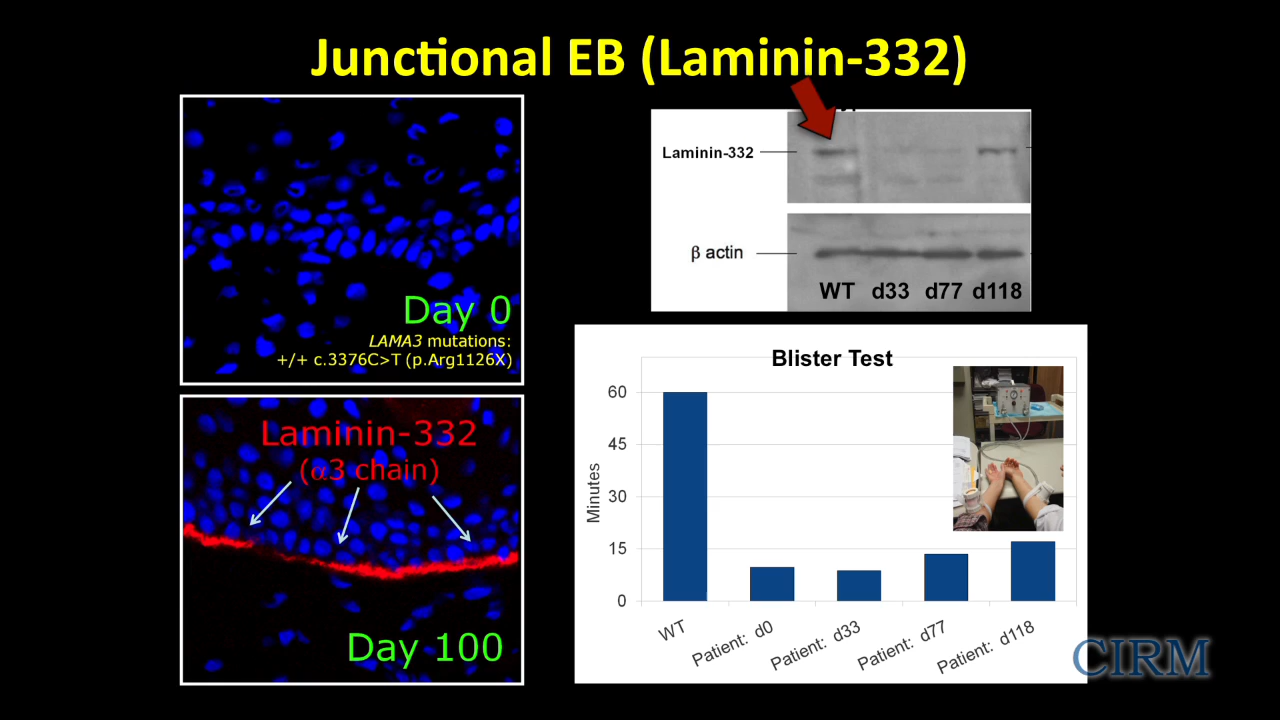 Junctional EB (Laminin-332)
Day 0
LAMA3 mutations:
+/+ c.3376C>T (p.Arg1126X)
Laminin-332
(α3 chain)
Day 100
Laminin-332
β actin
WT d33 d77 d118
Blister Test
Minutes
60
45
30
15
0
WT
Patient: d0
Patient: d33
Patient: d77
Patient: d118
CIRM